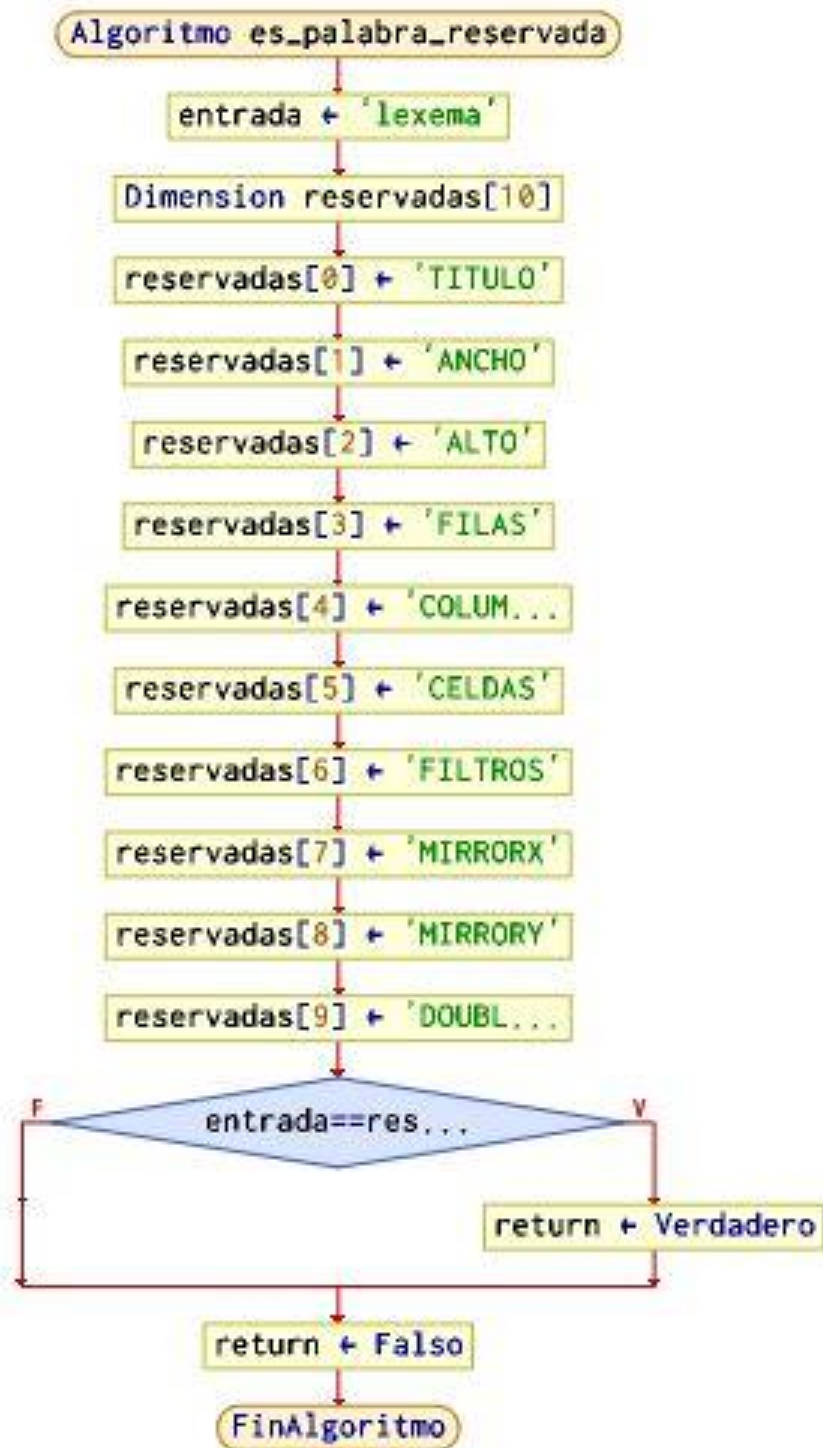 Algoritmo es_palabra_reservada
entrada ← 'lexema'
Dimension reservadas[10]
reservadas[0] ← 'TITULO'
reservadas[1] ← 'ANCHO'
reservadas[2] ← 'ALTO'
reservadas[3] ← 'FILAS'
reservadas[4] ← 'COLUM...
reservadas[5] ← 'CELDAS'
reservadas[6] ← 'FILTROS'
reservadas[7] ← 'MIRRORX'
reservadas[8] ← 'MIRRORY'
reservadas[9] ← 'DOUBL...
F
V
entrada==res...
return ← Verdadero
return ← Falso
FinAlgoritmo